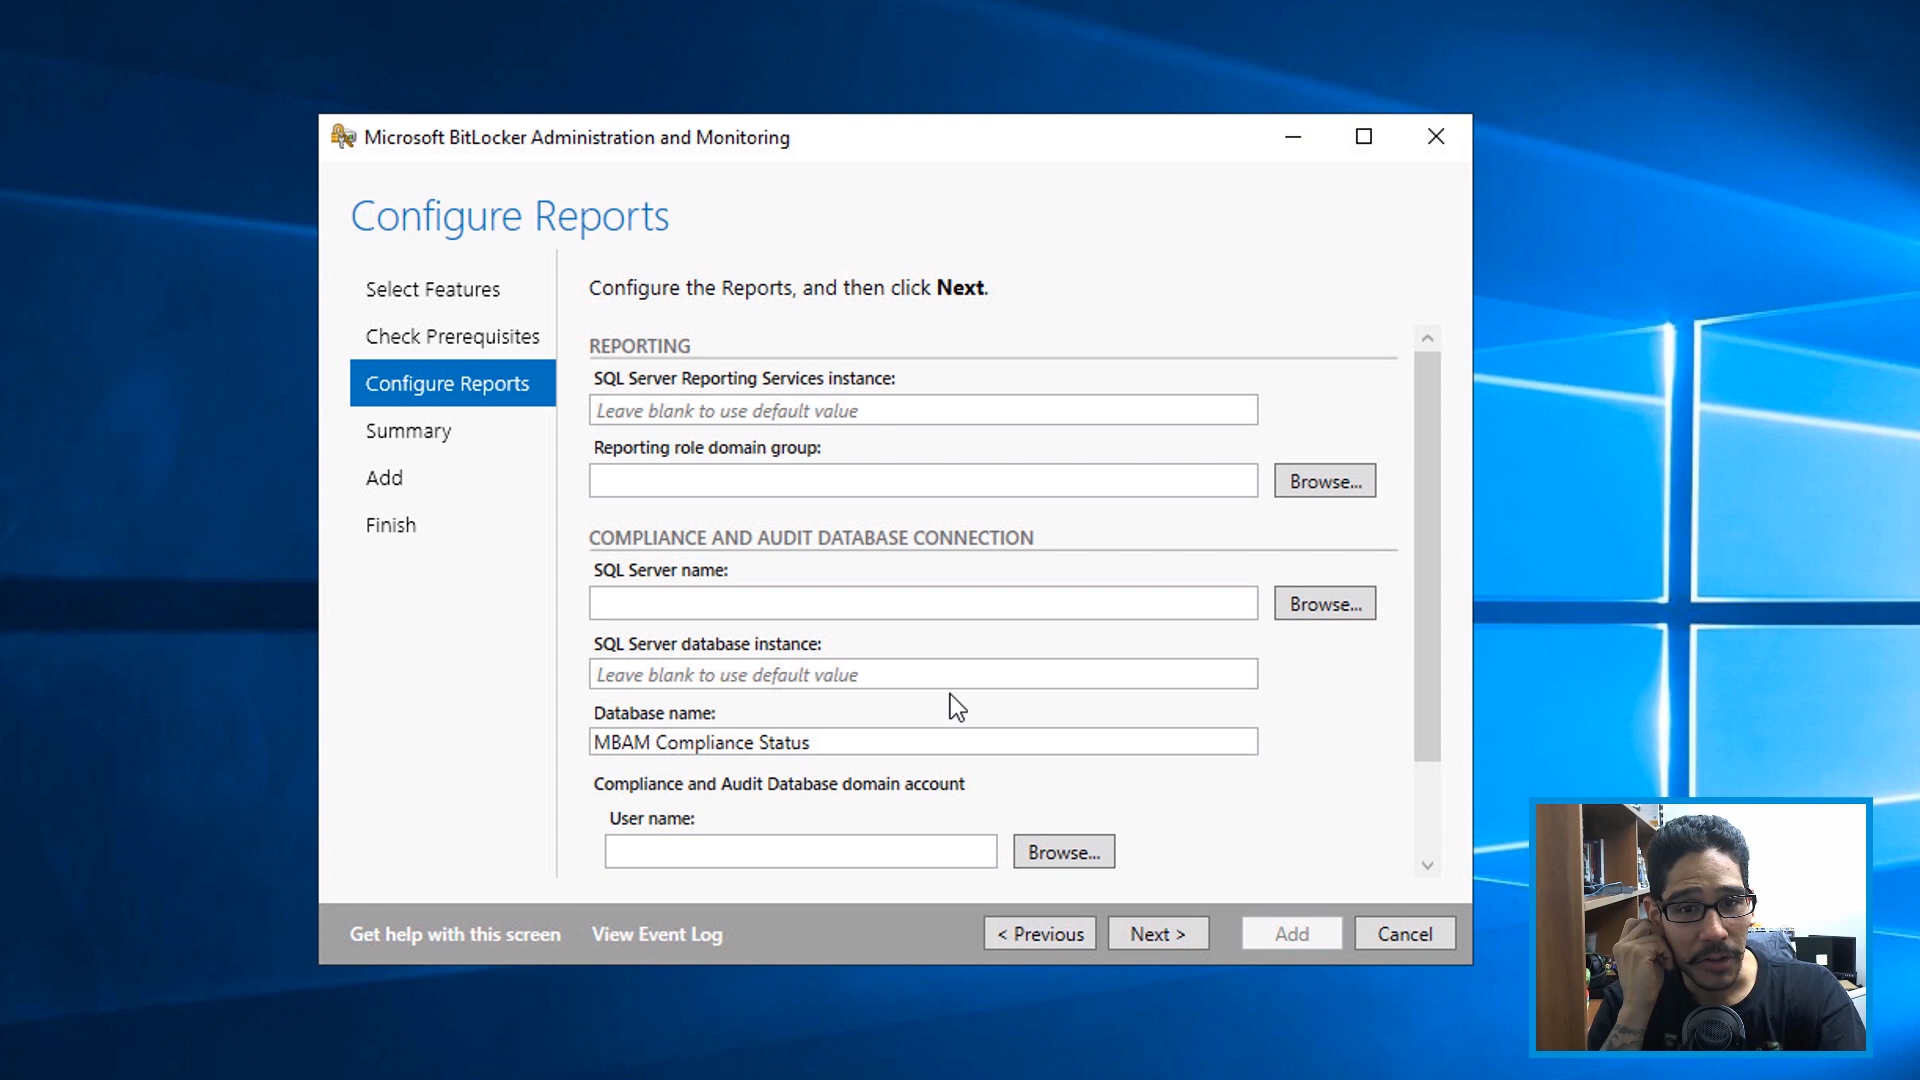 Microsoft BitLocker Administration and Monitoring
Configure Reports
Select Features
Check Prerequisites
Configure Reports
Summary
Add
Finish
Configure the Reports, and then click Next.
REPORTING
SQL Server Reporting Services instance:
Leave blank to use default value
Reporting role domain group:
Browse...
COMPLIANCE AND AUDIT DATABASE CONNECTION
SQL Server name:
Browse...
SQL Server database instance:
Leave blank to use default value
Database name:
MBAM Compliance Status
Compliance and Audit Database domain account
User name:
Browse...
Get help with this screen
View Event Log
< Previous
Next >
Add
Cancel